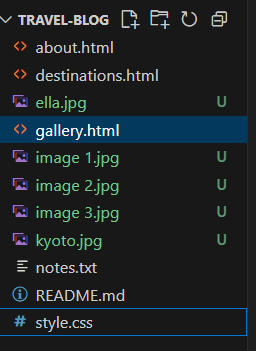 TRAVEL-BLOG
about.html
destinations.html
ella.jpg U
gallery.html
image 1.jpg U
image 2.jpg U
image 3.jpg U
kyoto.jpg U
notes.txt
README.md
style.css